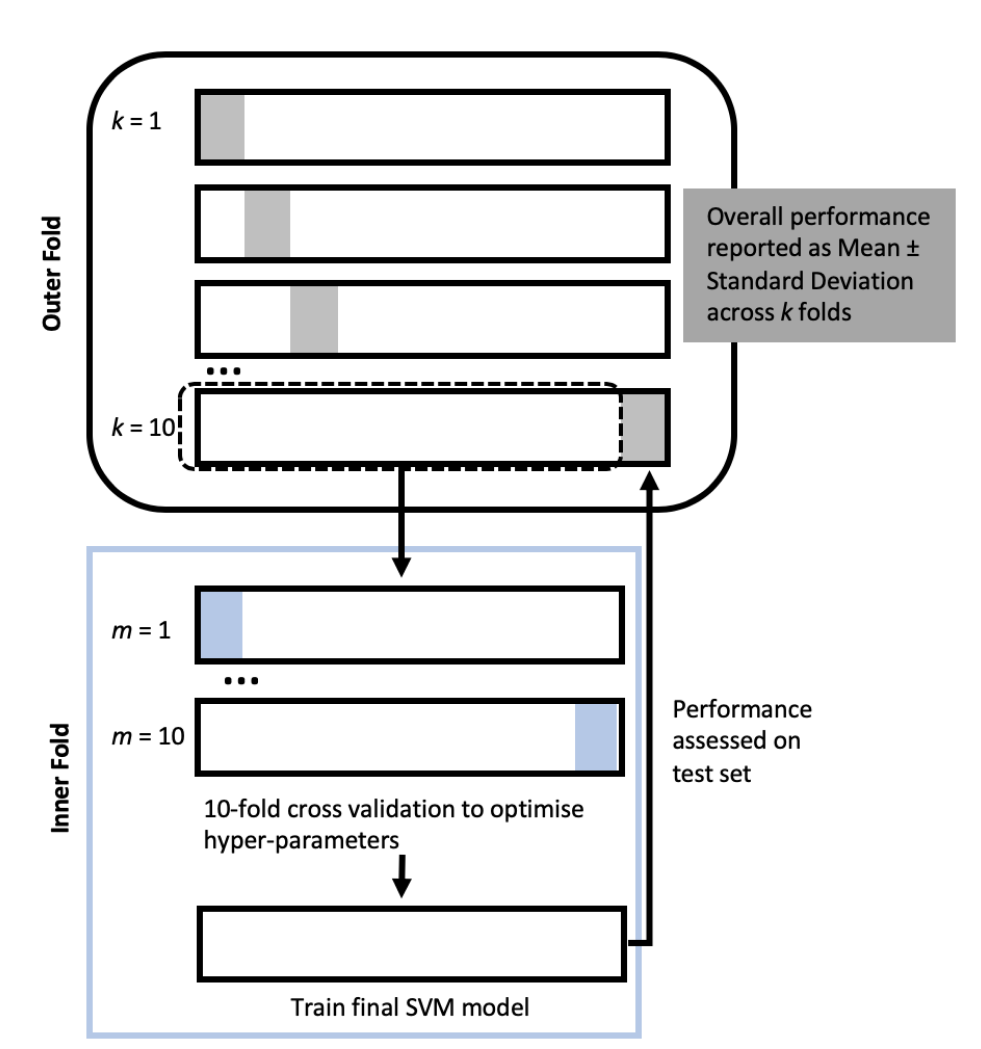 Outer Fold
k = 1
...
k = 10
Overall performance
reported as Mean ±
Standard Deviation
across k folds
Inner Fold
m = 1
...
m = 10
10-fold cross validation to optimise
hyper-parameters
Train final SVM model
Performance
assessed on
test set